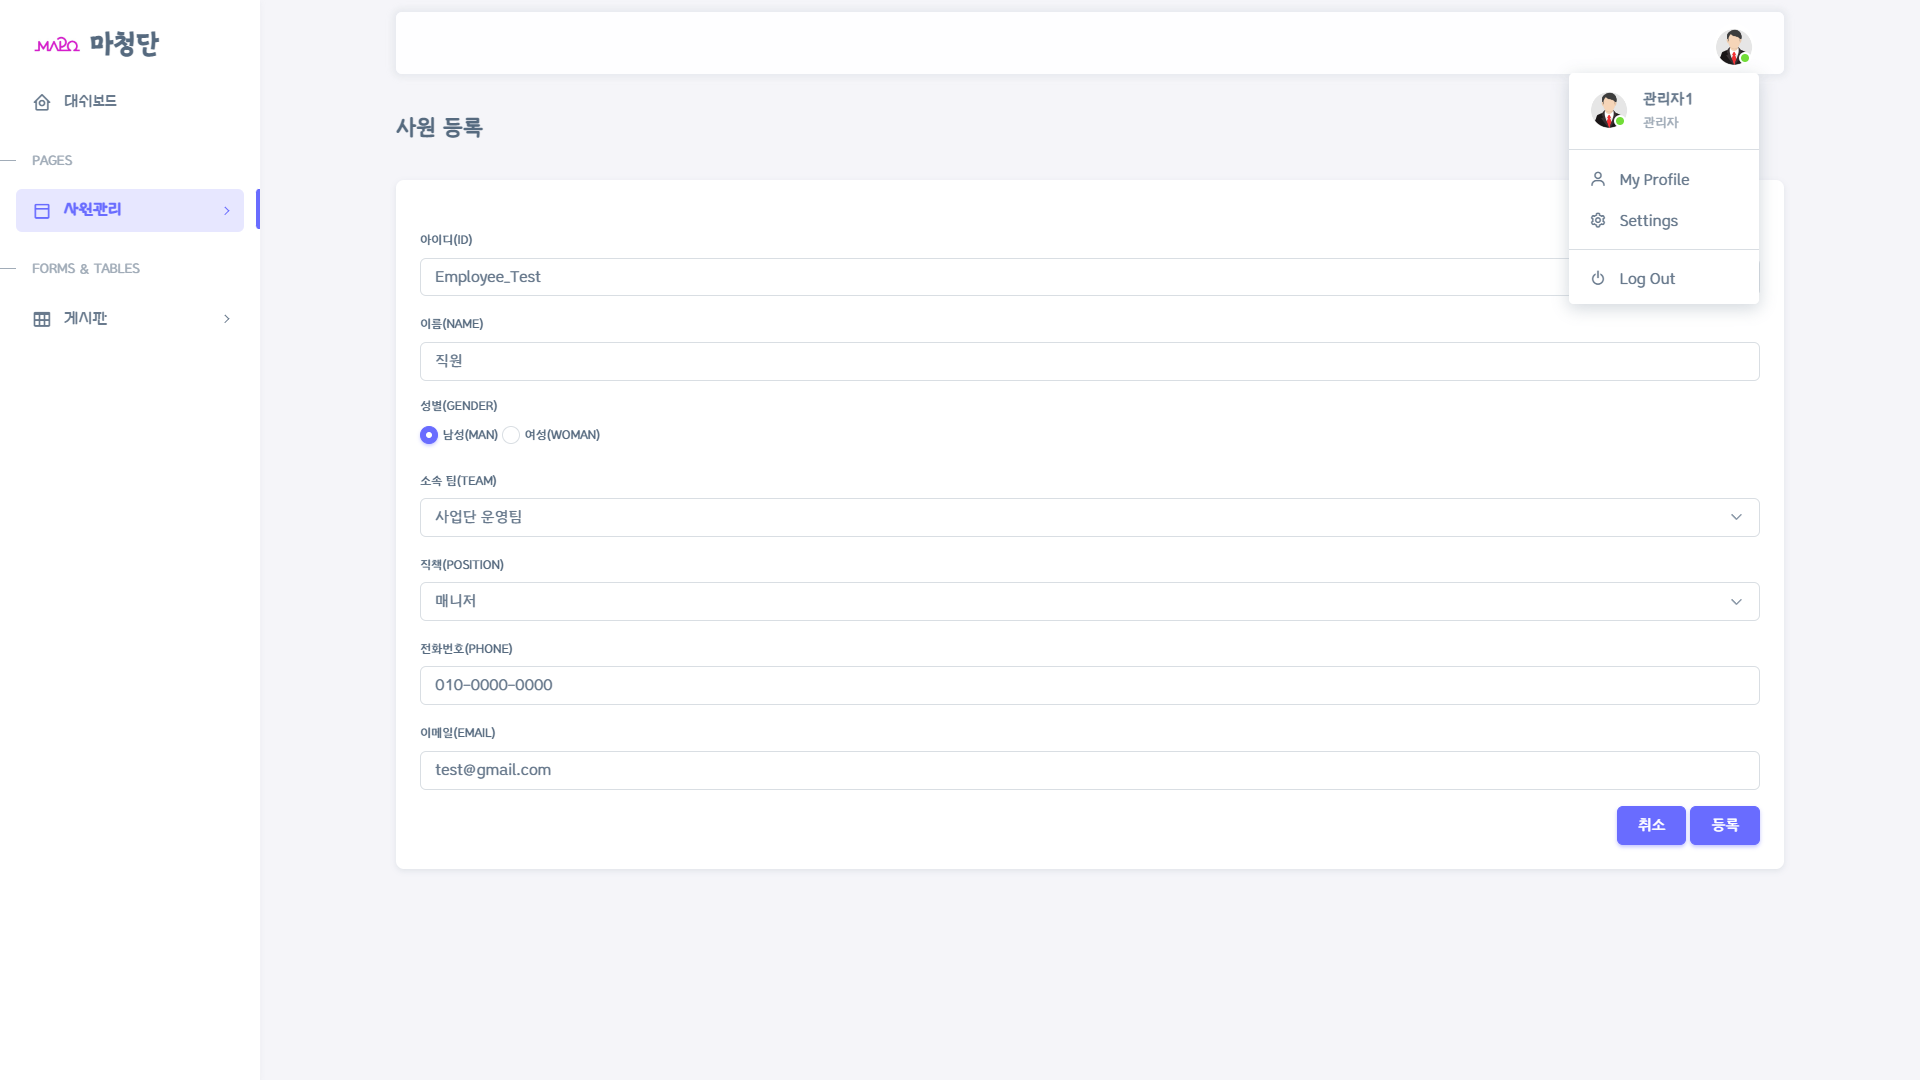 MAPO 마청단
대쉬보드
PAGES
사원관리
FORMS & TABLES
게시판
관리자1
관리자
My Profile
Settings
Log Out
사원 등록
아이디(ID)
Employee_Test
이름(NAME)
직원
성별(GENDER)
남성(MAN) 여성(WOMAN)
소속 팀(TEAM)
사업단 운영팀
직책(POSITION)
매니저
전화번호(PHONE)
010-0000-0000
이메일(EMAIL)
test@gmail.com
취소 등록